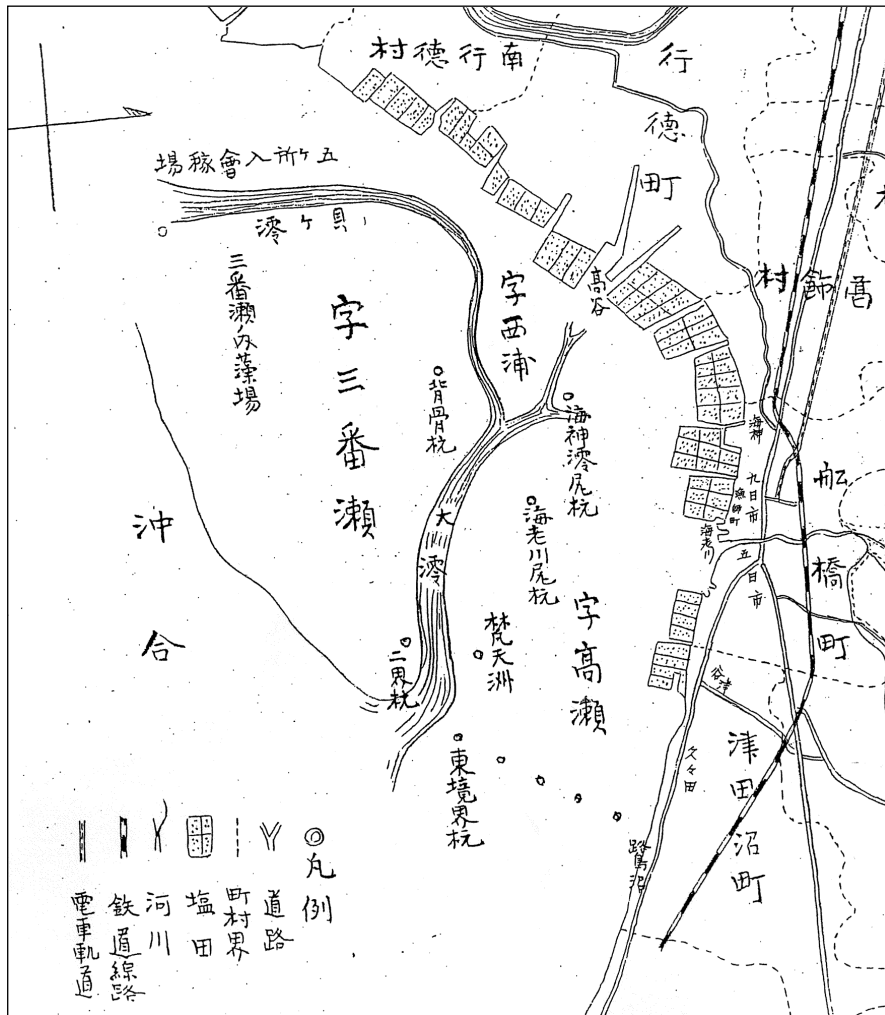 南行徳村
行徳町
葛飾村
船橋町
津田沼町
五ヶ所入會稼場
貝ヶ澪
三番瀬内藻場
字三番瀬
字西浦
高谷
背骨杭
海神澪尻杭
海老川尻杭
大澪
字高瀬
梵天洲
二界杭
東境界杭
沖合
海神
九日市
漁師町
海老川
五日市
谷津
久々田
鷺沼
◎凡例
道路
町村界
塩田
河川
鉄道線路
電車軌道